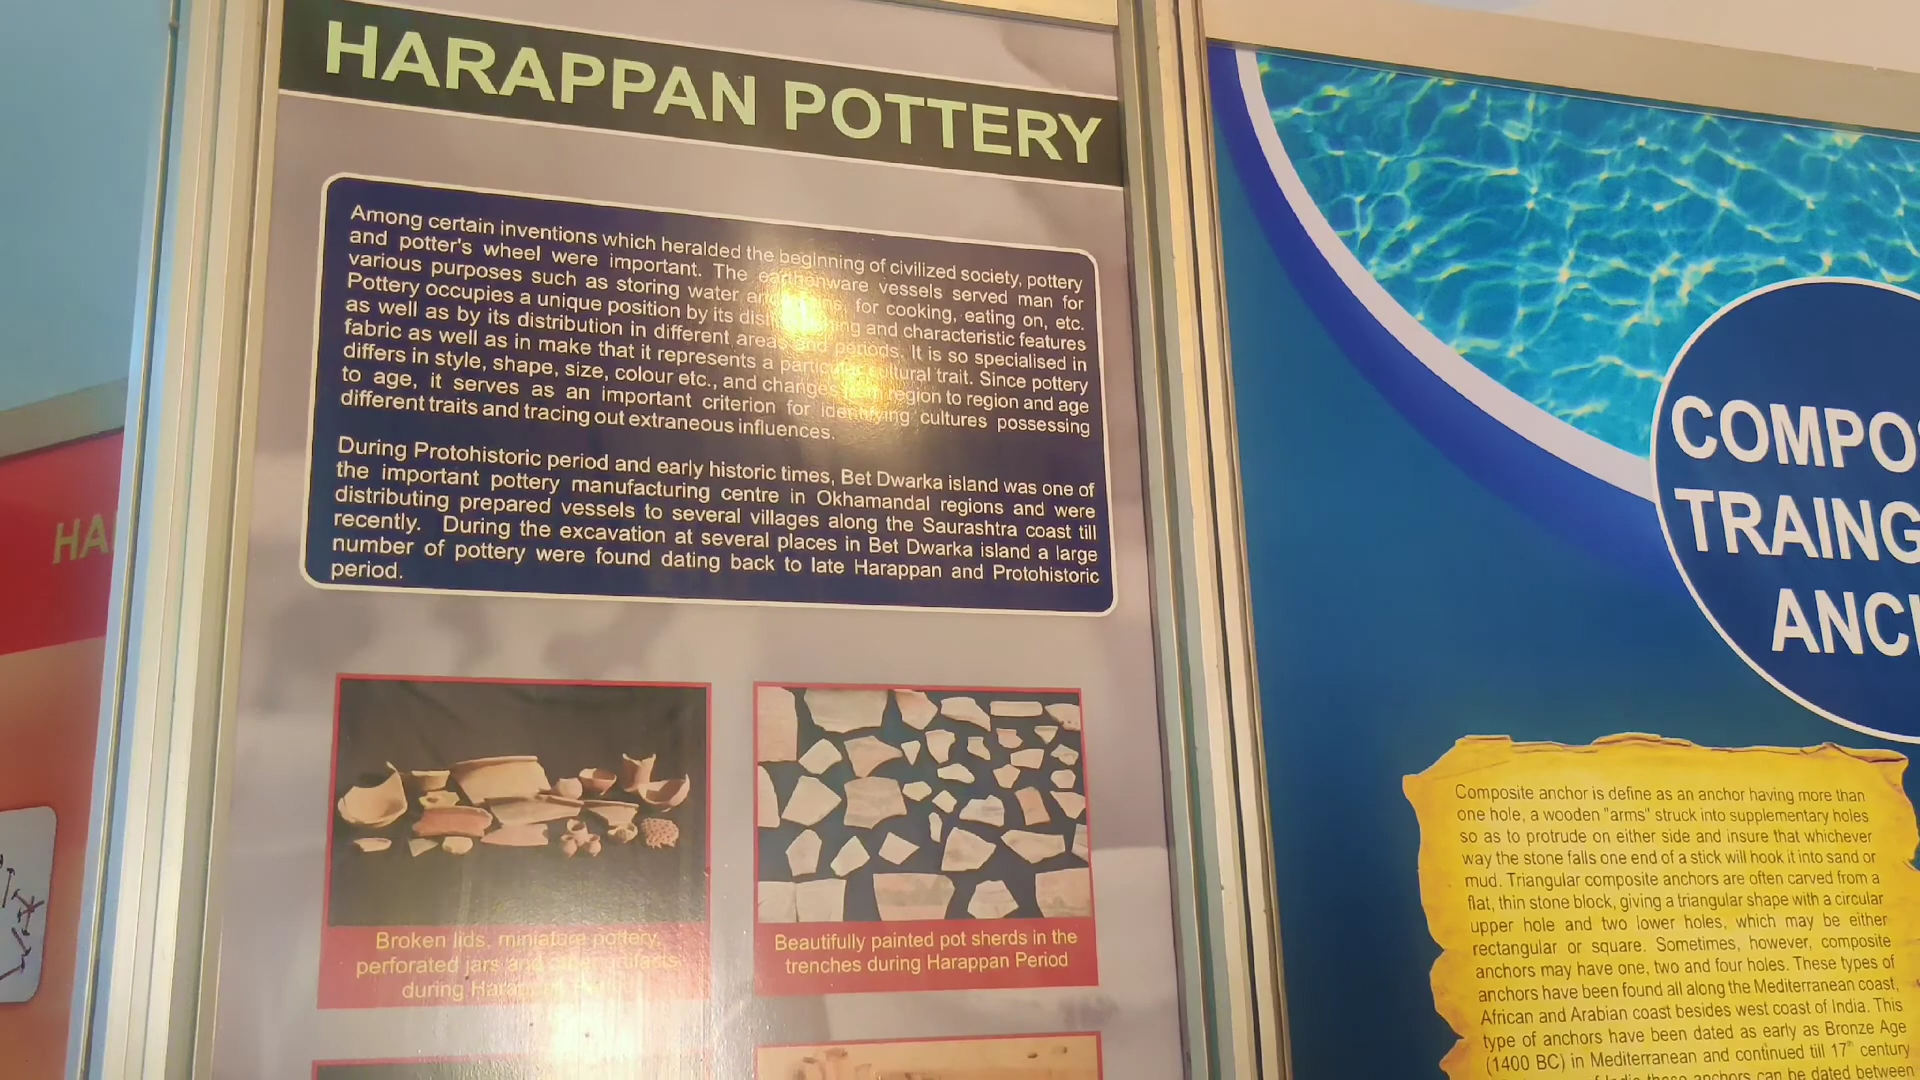 HARAPPAN POTTERY
Among certain inventions which heralded the beginning of civilized society, pottery
and potter's wheel were important. The earthenware vessels served man for
various purposes such as storing water and for cooking, eating on, etc.
Pottery occupies a unique position by its and characteristic features
as well as by its distribution in different areas and periods. It is so specialised in
fabric as well as in make that it represents a particular cultural trait. Since pottery
differs in style, shape, size, colour etc., and changes from region to region and age
to age, it serves as an important criterion for identifying cultures possessing
different traits and tracing out extraneous influences.
During Protohistoric period and early historic times, Bet Dwarka island was one of
the important pottery manufacturing centre in Okhamandal regions and were
distributing prepared vessels to several villages along the Saurashtra coast till
recently. During the excavation at several places in Bet Dwarka island a large
number of pottery were found dating back to late Harappan and Protohistoric
period.
Broken lids, miniature pottery,
perforated jars and
during
Beautifully painted pot sherds in the
trenches during Harappan Period
HA
COMPO
TRAING
ANC
Composite anchor is define as an anchor having more than
one hole, a wooden "arms" struck into supplementary holes
so as to protrude on either side and insure that whichever
way the stone falls one end of a stick will hook it into sand or
mud. Triangular composite anchors are often carved from a
flat, thin stone block, giving a triangular shape with a circular
upper hole and two lower holes, which may be either
rectangular or square. Sometimes, however, composite
anchors may have one, two and four holes. These types of
anchors have been found all along the Mediterranean coast,
African and Arabian coast besides west coast of India. This
type of anchors have been dated as early as Bronze Age
(1400 BC) in Mediterranean and continued till 17th century
these anchors can be dated between